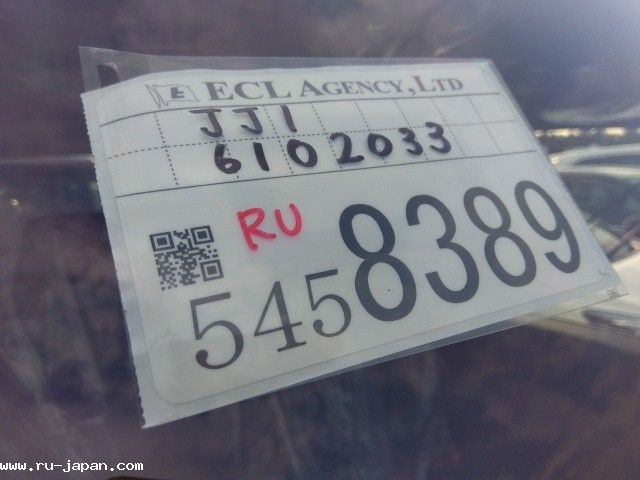 E ECL AGENCY,LTD
JJ1
6102033
RU
5458389
www.ru-japan.com